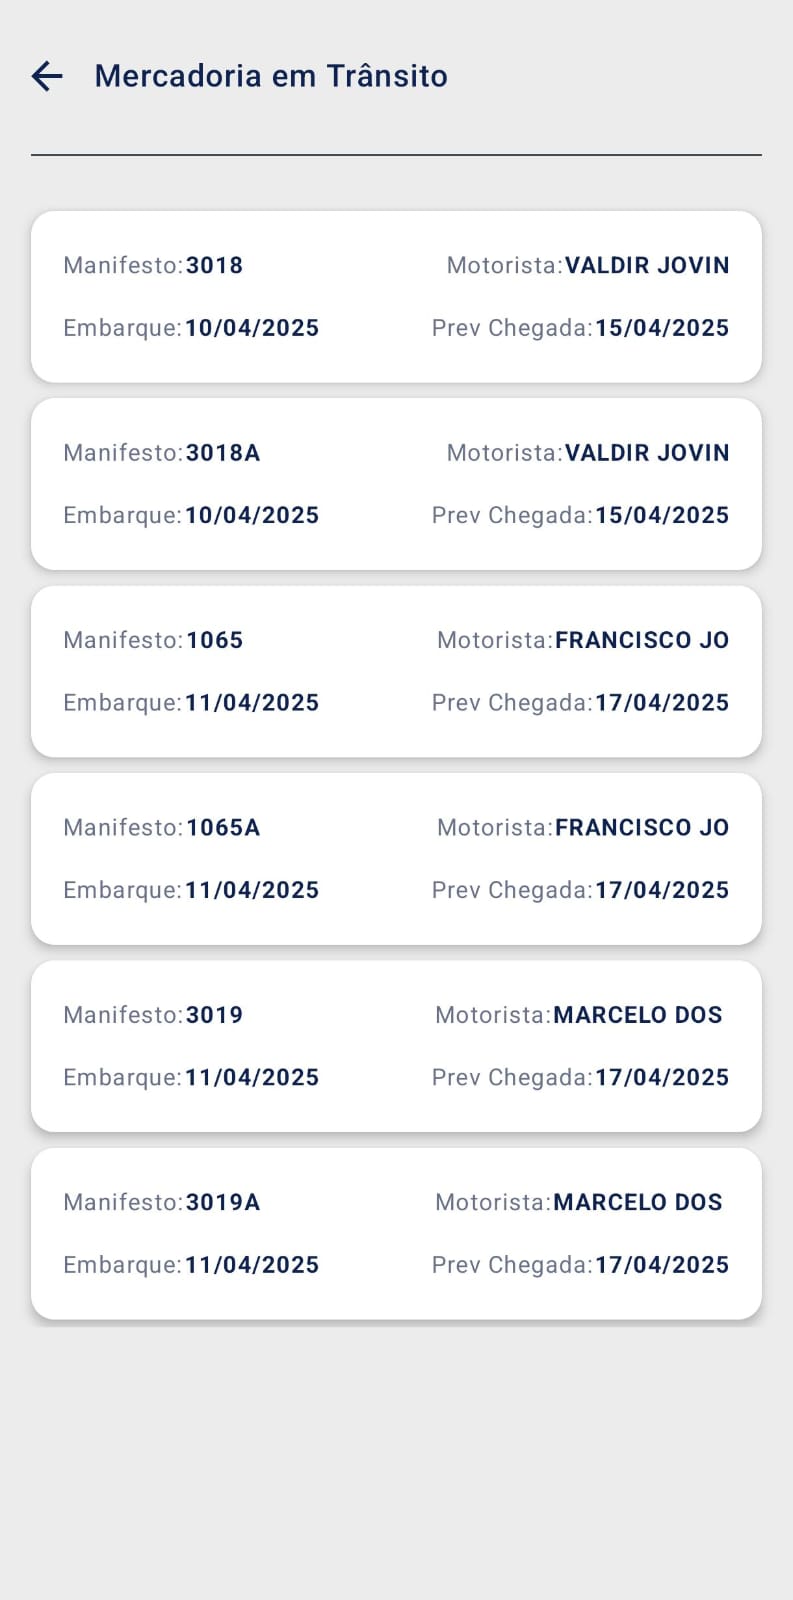 Mercadoria em Trânsito
Manifesto:3018 Motorista:VALDIR JOVIN
Embarque:10/04/2025 Prev Chegada:15/04/2025
Manifesto:3018A Motorista:VALDIR JOVIN
Embarque:10/04/2025 Prev Chegada:15/04/2025
Manifesto:1065 Motorista:FRANCISCO JO
Embarque:11/04/2025 Prev Chegada:17/04/2025
Manifesto:1065A Motorista:FRANCISCO JO
Embarque:11/04/2025 Prev Chegada:17/04/2025
Manifesto:3019 Motorista:MARCELO DOS
Embarque:11/04/2025 Prev Chegada:17/04/2025
Manifesto:3019A Motorista:MARCELO DOS
Embarque:11/04/2025 Prev Chegada:17/04/2025